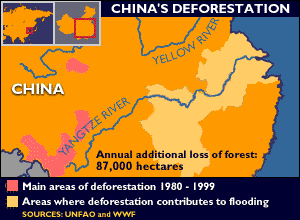 CHINA'S DEFORESTATION
YELLOW RIVER
CHINA
YANGTZE RIVER
Annual additional loss of forest:
87,000 hectares
Main areas of deforestation 1980 - 1999
Areas where deforestation contributes to flooding
SOURCES: UNFAO and WWF